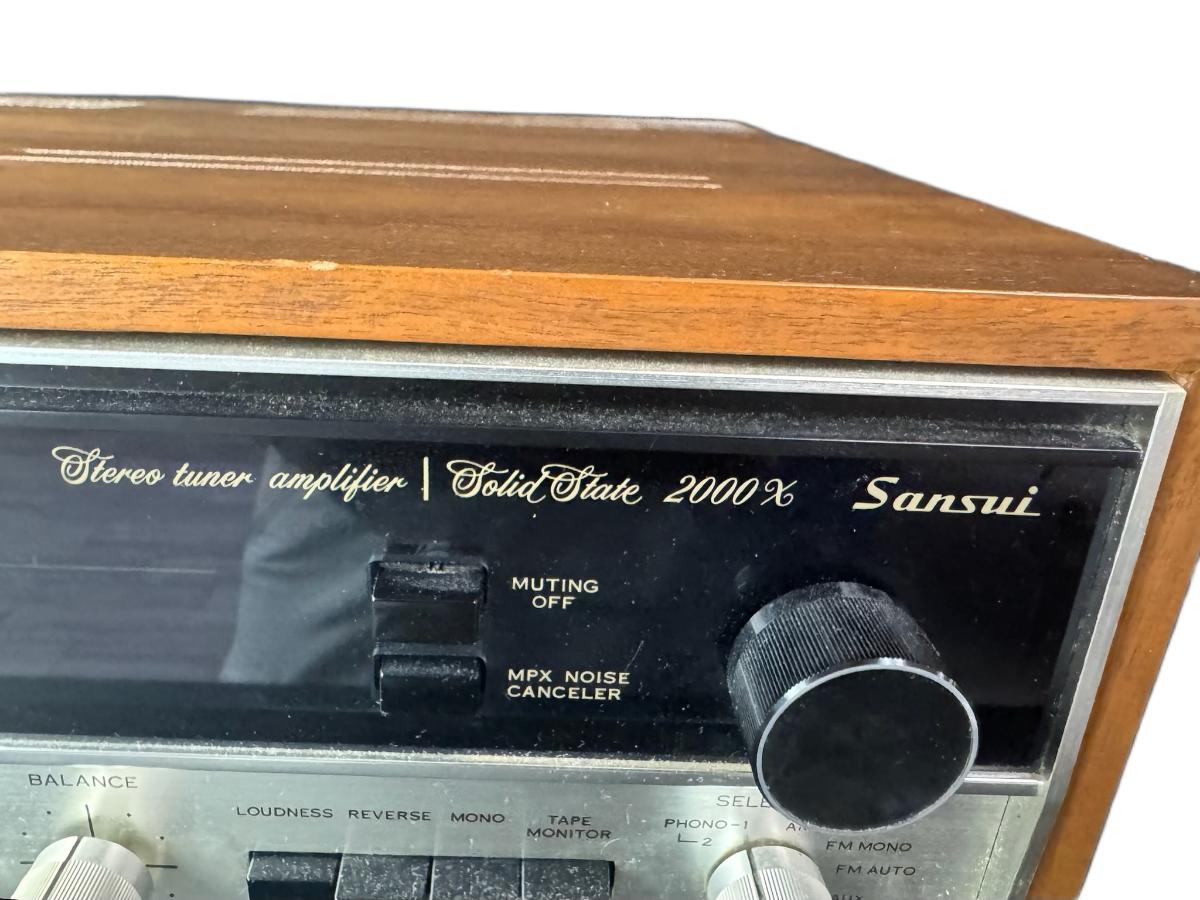 Stereo tuner amplifier | Solid State 2000X Sansui
MUTING
OFF
MPX NOISE
CANCELER
BALANCE
LOUDNESS REVERSE MONO TAPE
MONITOR
PHONO-1
2
FM MONO
FM AUTO